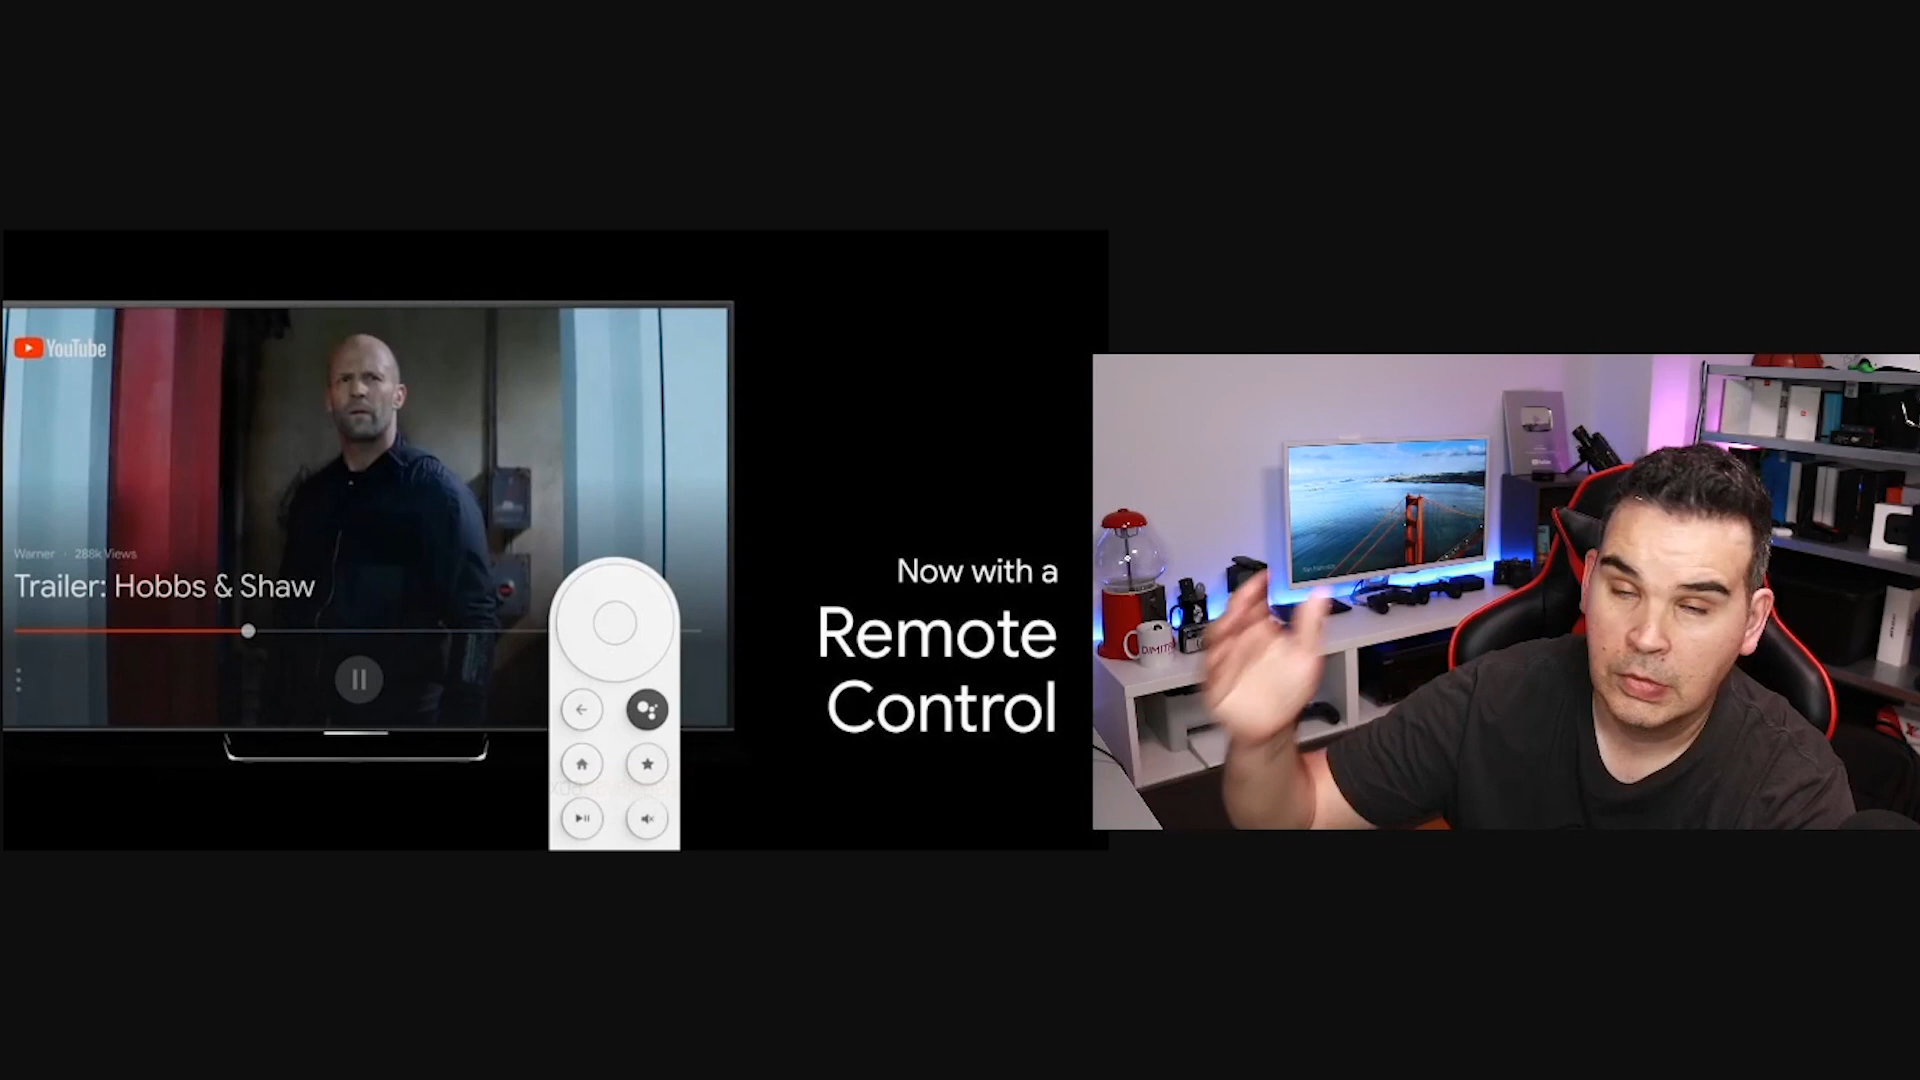 YouTube
Warner · 288k Views
Trailer: Hobbs & Shaw
Now with a
Remote
Control